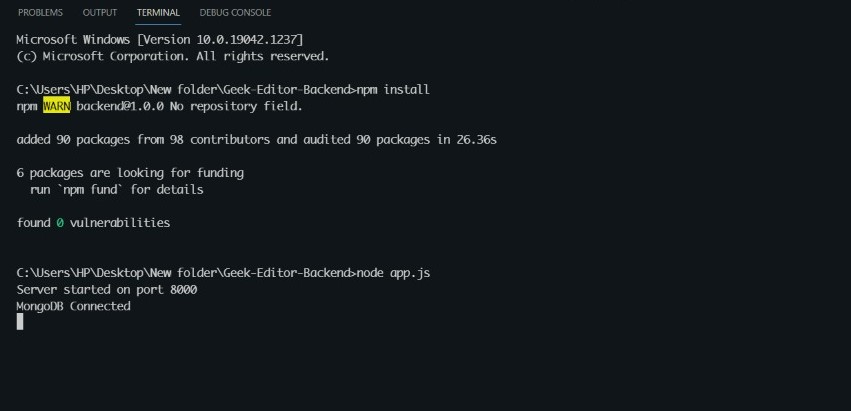 PROBLEMS OUTPUT TERMINAL DEBUG CONSOLE
Microsoft Windows [Version 10.0.19042.1237]
(c) Microsoft Corporation. All rights reserved.
C:\Users\HP\Desktop\New folder\Geek-Editor-Backend>npm install
npm WARN backend@1.0.0 No repository field.
added 90 packages from 98 contributors and audited 90 packages in 26.36s
6 packages are looking for funding
run `npm fund` for details
found 0 vulnerabilities
C:\Users\HP\Desktop\New folder\Geek-Editor-Backend>node app.js
Server started on port 8000
MongoDB Connected